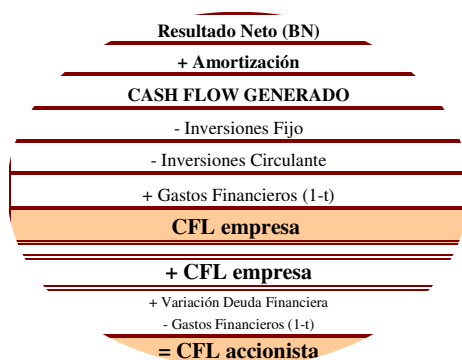 Resultado Neto (BN)
+ Amortización
CASH FLOW GENERADO
- Inversiones Fijo
- Inversiones Circulante
+ Gastos Financieros (1-t)
CFL empresa
+ CFL empresa
+ Variación Deuda Financiera
- Gastos Financieros (1-t)
= CFL accionista